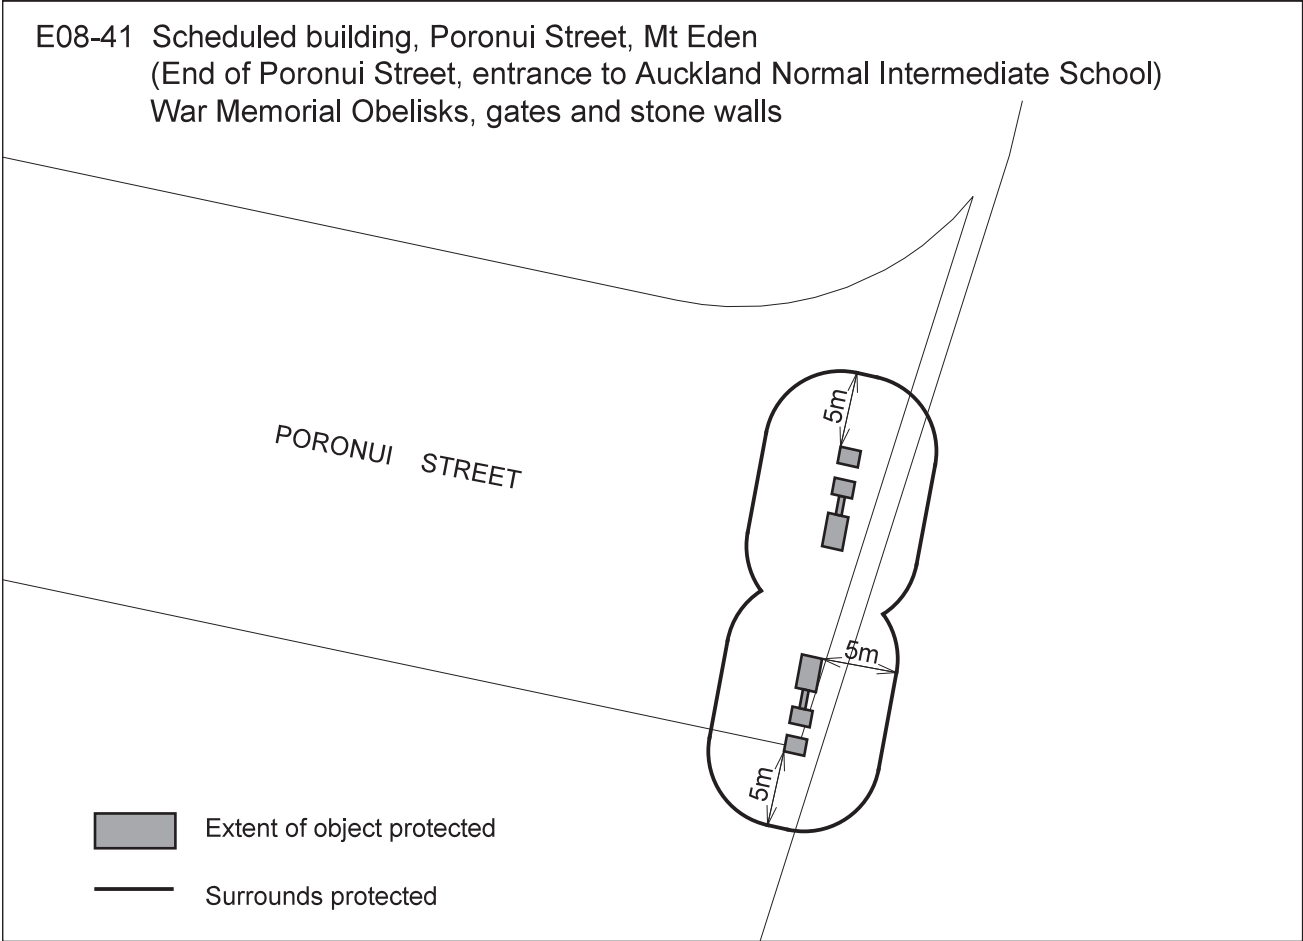 E08-41 Scheduled building, Poronui Street, Mt Eden
(End of Poronui Street, entrance to Auckland Normal Intermediate School)
War Memorial Obelisks, gates and stone walls
5m
PORONUI STREET
5m
5m
Extent of object protected
Surrounds protected